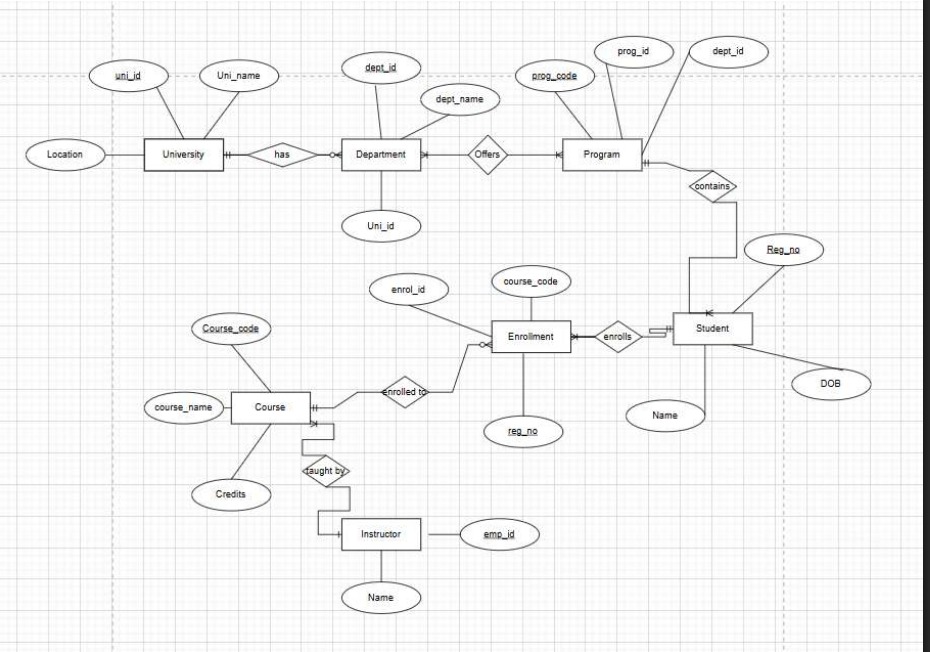 prog_id
dept_id
dept_id
uni_id
Uni_name
prog_code
dept_name
Location
University
has
Department
Offers
Program
contains
Uni_id
Reg_no
course_code
enrol_id
Course_code
Enrollment
enrolls
Student
DOB
enrolled to
course_name
Course
Name
reg_no
taught by
Credits
Instructor
emp_id
Name